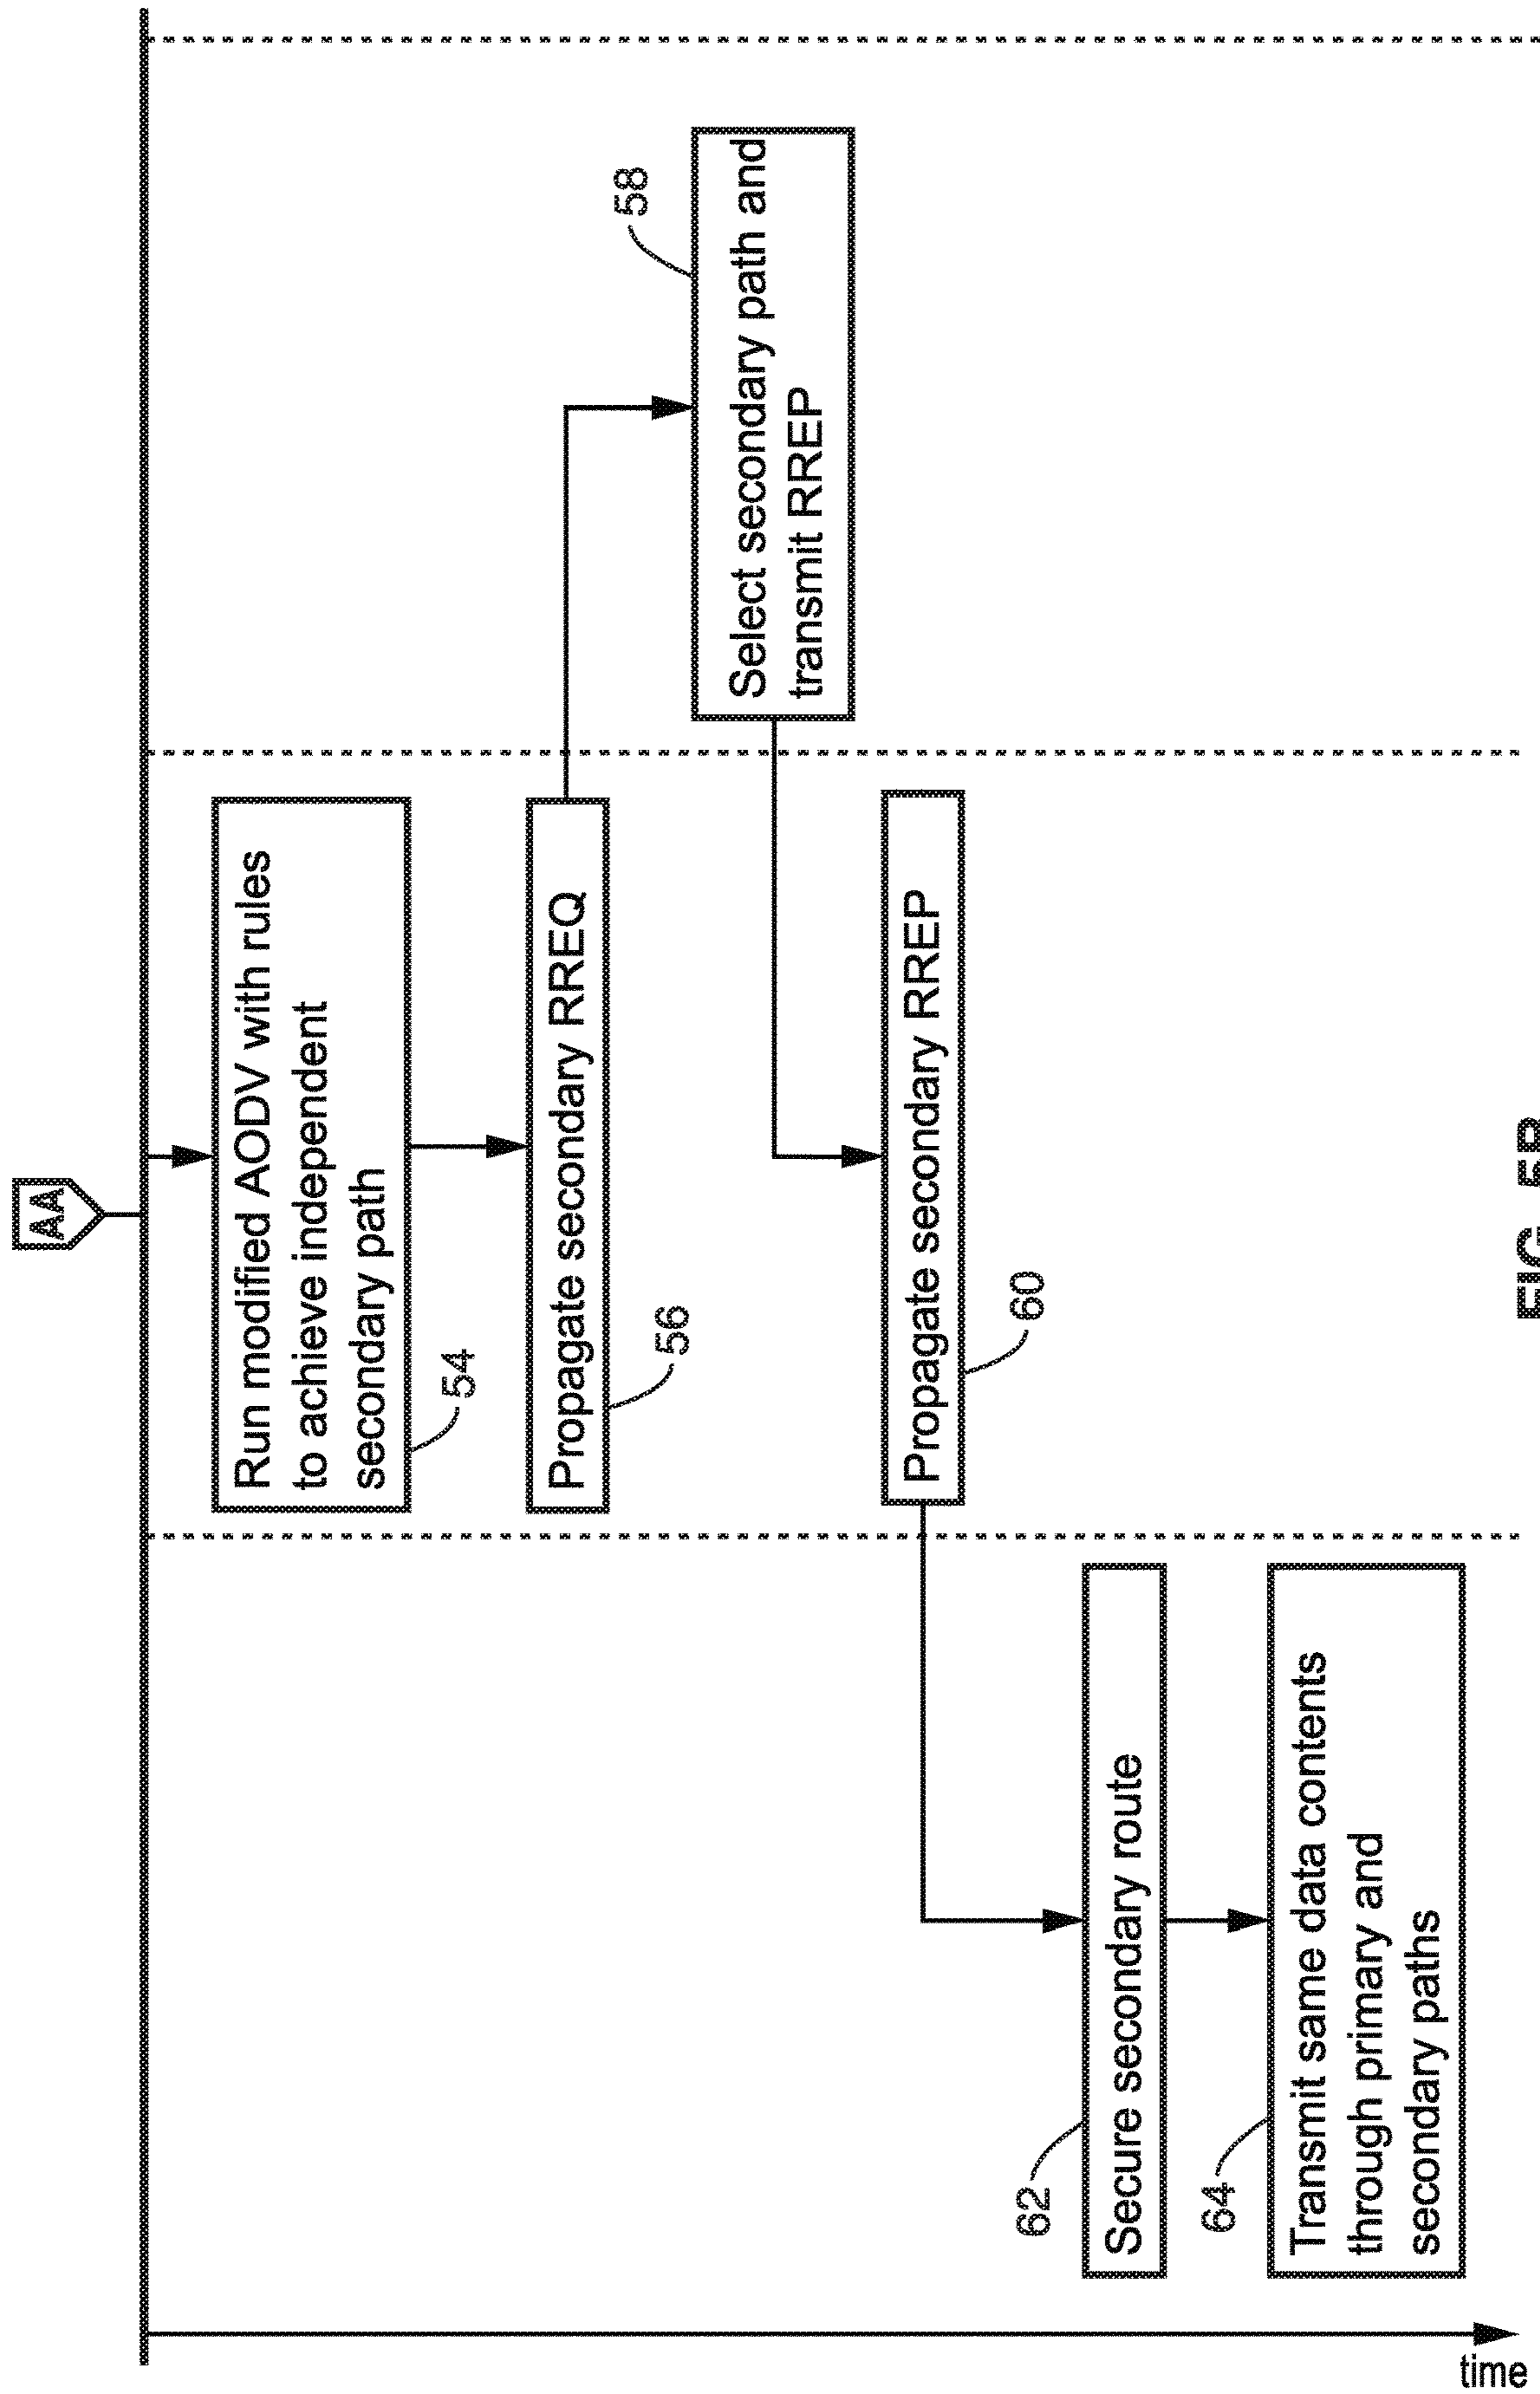 AA
Run modified AODV with rules
to achieve independent
secondary path
54
Propagate secondary RREQ
56
Select secondary path and
transmit RREP
58
Propagate secondary RREP
60
62
Secure secondary route
64
Transmit same data contents
through primary and
secondary paths
time
FIG. 5B